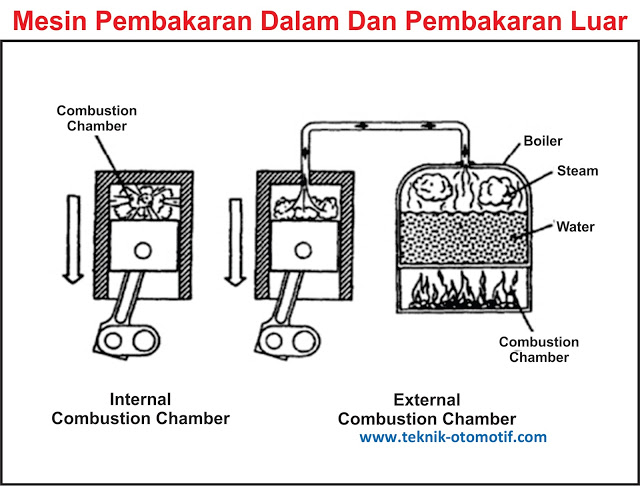 Mesin Pembakaran Dalam Dan Pembakaran Luar
Combustion
Chamber
Boiler
Steam
Water
Combustion
Chamber
Internal
Combustion Chamber
External
Combustion Chamber
www.teknik-otomotif.com